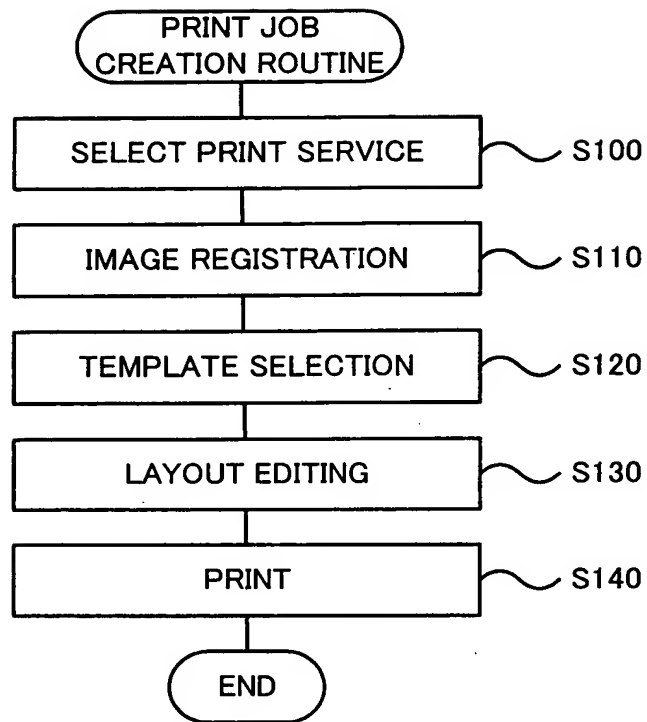 PRINT JOB
CREATION ROUTINE
SELECT PRINT SERVICE S100
IMAGE REGISTRATION S110
TEMPLATE SELECTION S120
LAYOUT EDITING S130
PRINT S140
END